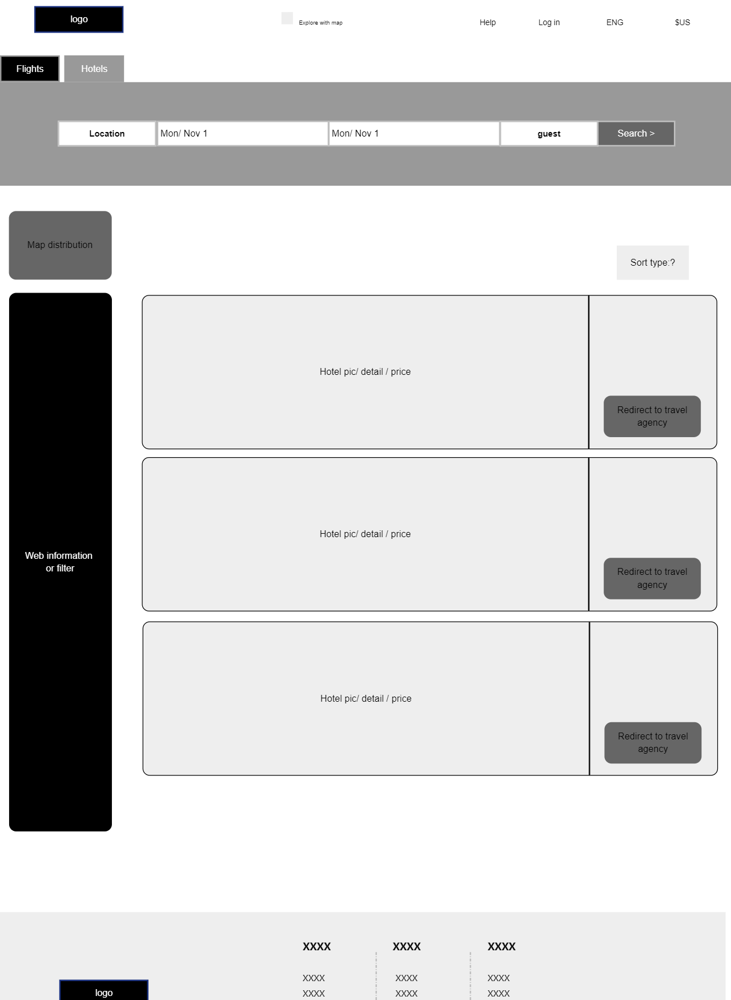 logo
Explore with map
Help
Log in
ENG
$US
Flights
Hotels
Location
Mon/ Nov 1
Mon/ Nov 1
guest
Search >
Map distribution
Sort type:?
Web information
or filter
Hotel pic/ detail / price
Redirect to travel
agency
Hotel pic/ detail / price
Redirect to travel
agency
Hotel pic/ detail / price
Redirect to travel
agency
logo
XXXX
XXXX
XXXX
XXXX
XXXX
XXXX
XXXX
XXXX
XXXX